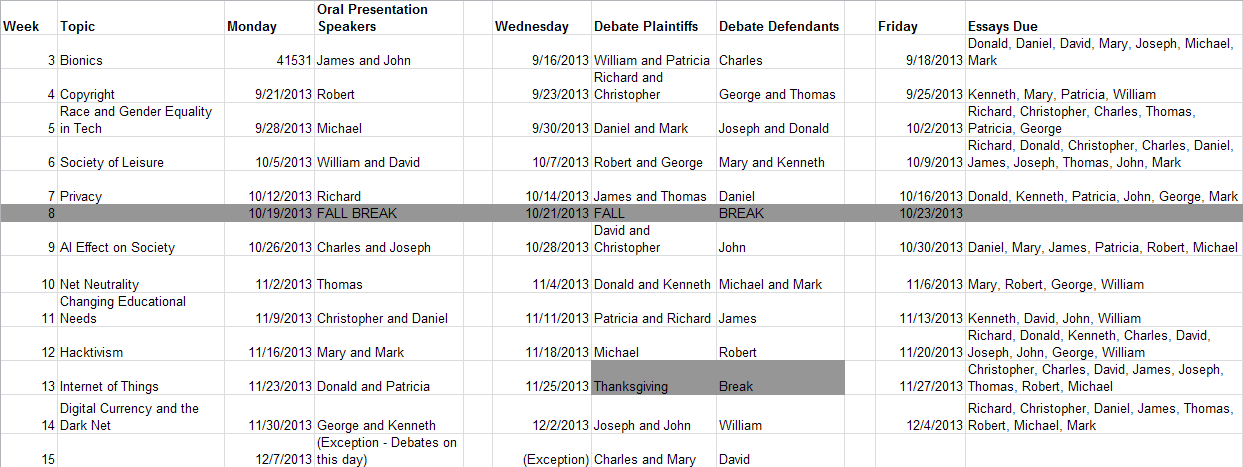 Week Topic Monday Oral Presentation Speakers Wednesday Debate Plaintiffs Debate Defendants Friday Essays Due
3 Bionics 41531 James and John 9/16/2013 William and Patricia Charles 9/18/2013 Donald, Daniel, David, Mary, Joseph, Michael, Mark
4 Copyright 9/21/2013 Robert 9/23/2013 Richard and Christopher George and Thomas 9/25/2013 Kenneth, Mary, Patricia, William
5 Race and Gender Equality in Tech 9/28/2013 Michael 9/30/2013 Daniel and Mark Joseph and Donald 10/2/2013 Richard, Christopher, Charles, Thomas, Patricia, George
6 Society of Leisure 10/5/2013 William and David 10/7/2013 Robert and George Mary and Kenneth 10/9/2013 Richard, Donald, Christopher, Charles, Daniel, James, Joseph, Thomas, John, Mark
7 Privacy 10/12/2013 Richard 10/14/2013 James and Thomas Daniel 10/16/2013 Donald, Kenneth, Patricia, John, George, Mark
8 10/19/2013 FALL BREAK 10/21/2013 FALL BREAK 10/23/2013
9 AI Effect on Society 10/26/2013 Charles and Joseph 10/28/2013 David and Christopher John 10/30/2013 Daniel, Mary, James, Patricia, Robert, Michael
10 Net Neutrality 11/2/2013 Thomas 11/4/2013 Donald and Kenneth Michael and Mark 11/6/2013 Mary, Robert, George, William
11 Changing Educational Needs 11/9/2013 Christopher and Daniel 11/11/2013 Patricia and Richard James 11/13/2013 Kenneth, David, John, William
12 Hacktivism 11/16/2013 Mary and Mark 11/18/2013 Michael Robert 11/20/2013 Richard, Donald, Kenneth, Charles, David, Joseph, John, George, William
13 Internet of Things 11/23/2013 Donald and Patricia 11/25/2013 Thanksgiving Break 11/27/2013 Christopher, Charles, David, James, Joseph, Thomas, Robert, Michael
14 Digital Currency and the Dark Net 11/30/2013 George and Kenneth 12/2/2013 Joseph and John William 12/4/2013 Richard, Christopher, Daniel, James, Thomas, Robert, Michael, Mark
15 12/7/2013 (Exception - Debates on this day) (Exception) Charles and Mary David